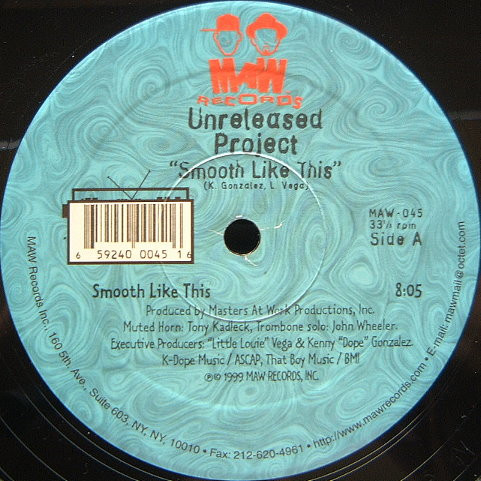 MAW
RECORDS
Unreleased
Project
"Smooth Like This"
(K. Gonzalez, L. Vega)
MAW-045
33⅓ rpm
Side A
6 59240 0045 1 6
Smooth Like This 8:05
Produced by Masters At Work Productions, Inc.
Muted Horn: Tony Kadleck, Trombone solo: John Wheeler.
Executive Producers: "Little Louie" Vega & Kenny "Dope" Gonzalez.
K-Dope Music / ASCAP, That Boy Music / BMI
℗© 1999 MAW RECORDS, INC.
MAW Records Inc., 160 5th. Ave., Suite 603, NY, NY, 10010 • Fax: 212-620-4961 • http://www.mawrecords.com • E-mail: mawmail@octet.com